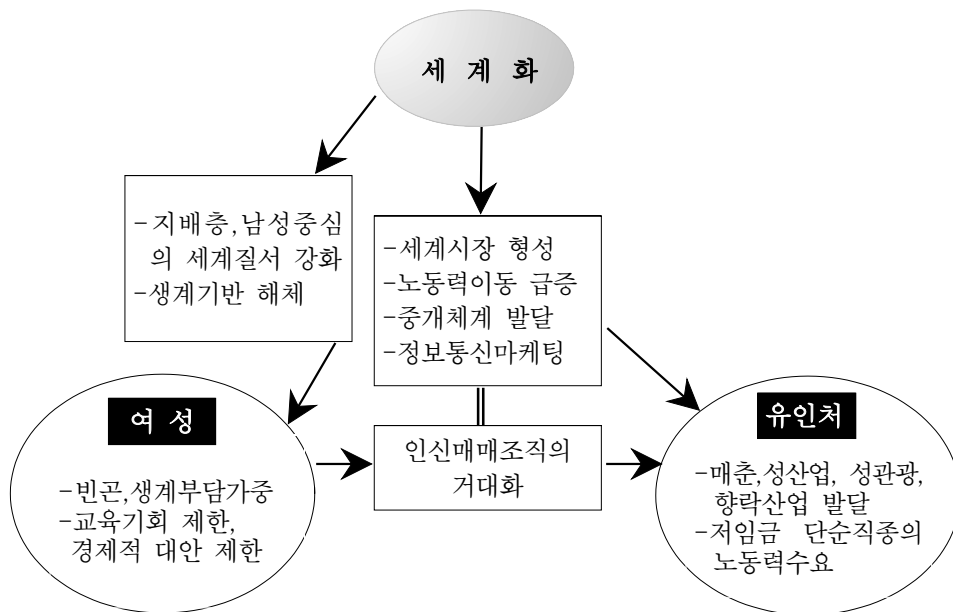 세 계 화
-지배층,남성중심
의 세계질서 강화
-생계기반 해체
-세계시장 형성
-노동력이동 급증
-중개체계 발달
-정보통신마케팅
여 성
-빈곤,생계부담가중
-교육기회 제한,
경제적 대안 제한
인신매매조직의
거대화
유인처
-매춘,성산업, 성관광,
향락산업 발달
-저임금 단순직종의
노동력수요